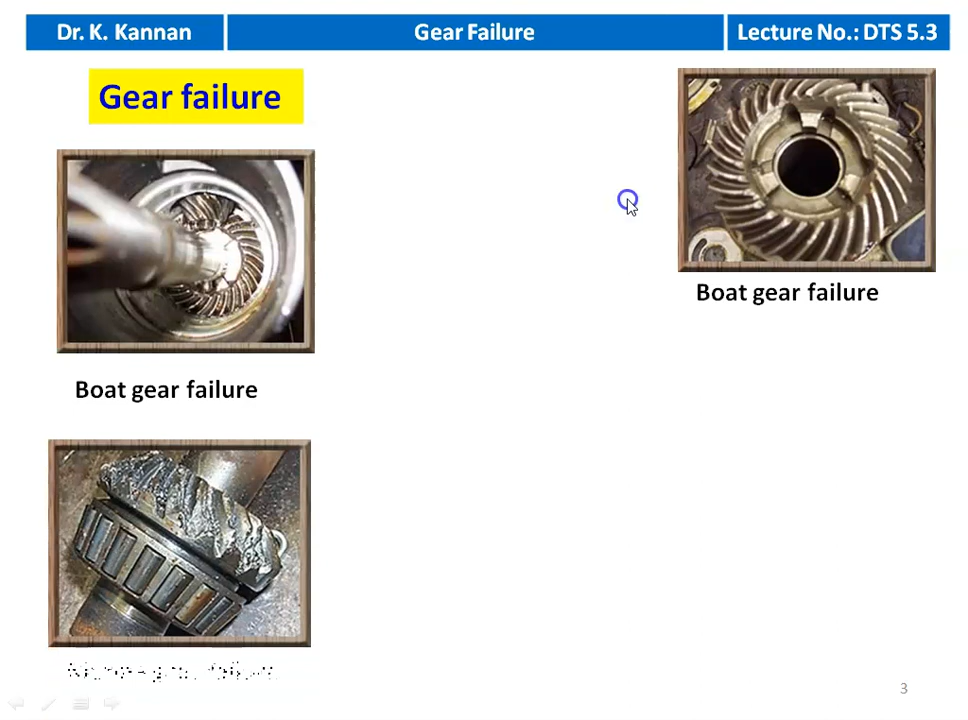 Dr. K. Kannan
Gear Failure
Lecture No.: DTS 5.3
Gear failure
Boat gear failure
Boat gear failure
3